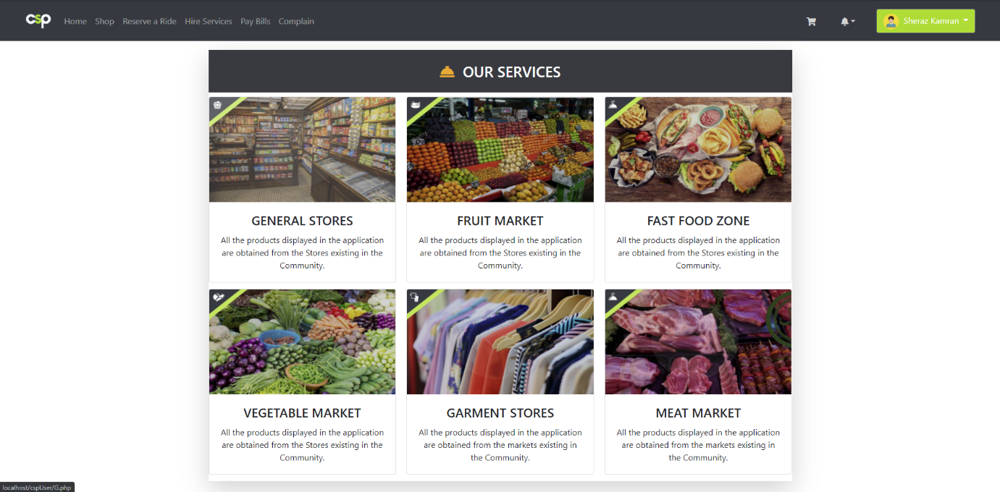 csp Home Shop Reserve a Ride Hire Services Pay Bills Complain Sheraz Kamran
OUR SERVICES
GENERAL STORES
All the products displayed in the application
are obtained from the Stores existing in the
Community.
FRUIT MARKET
All the products displayed in the application
are obtained from the Stores existing in the
Community.
FAST FOOD ZONE
All the products displayed in the application
are obtained from the Stores existing in the
Community.
VEGETABLE MARKET
All the products displayed in the application
are obtained from the Stores existing in the
Community.
GARMENT STORES
All the products displayed in the application
are obtained from the markets existing in
the Community.
MEAT MARKET
All the products displayed in the application
are obtained from the markets existing in
the Community.
localhost/cspUser/G.php